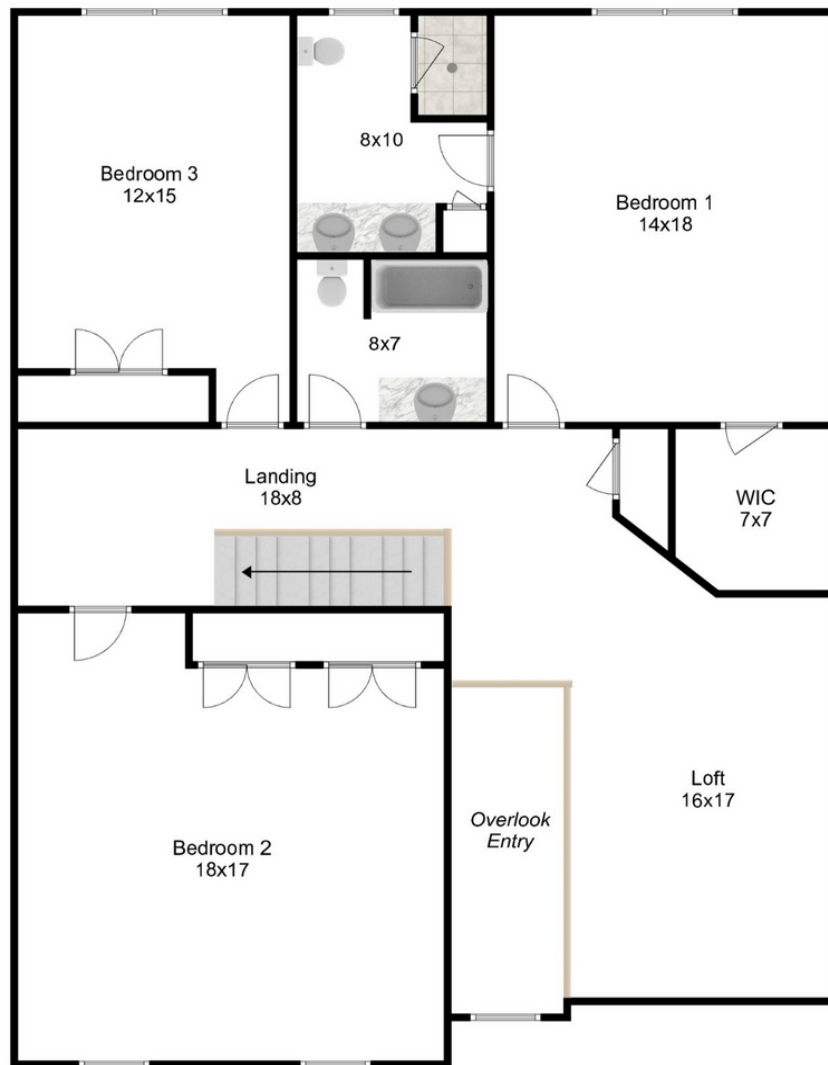 Bedroom 3
12x15
8x10
Bedroom 1
14x18
8x7
Landing
18x8
WIC
7x7
Bedroom 2
18x17
Overlook
Entry
Loft
16x17